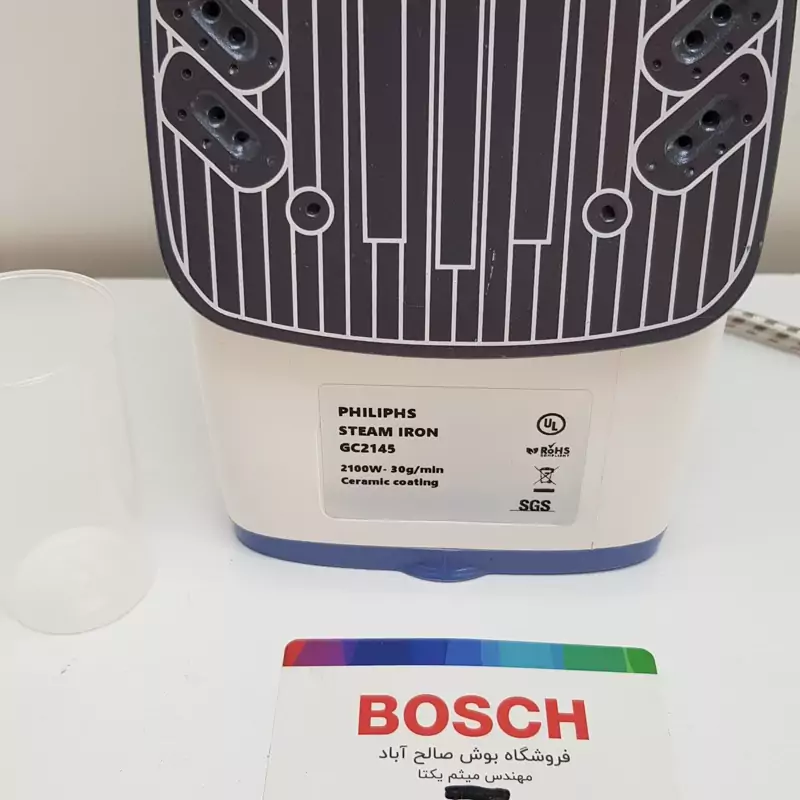 PHILIPHS
STEAM IRON
GC2145
2100W- 30g/min
Ceramic coating
UL
RoHS
COMPLIANT
SGS
BOSCH
فروشگاه بوش صالح آباد
مهندس میثم یکتا